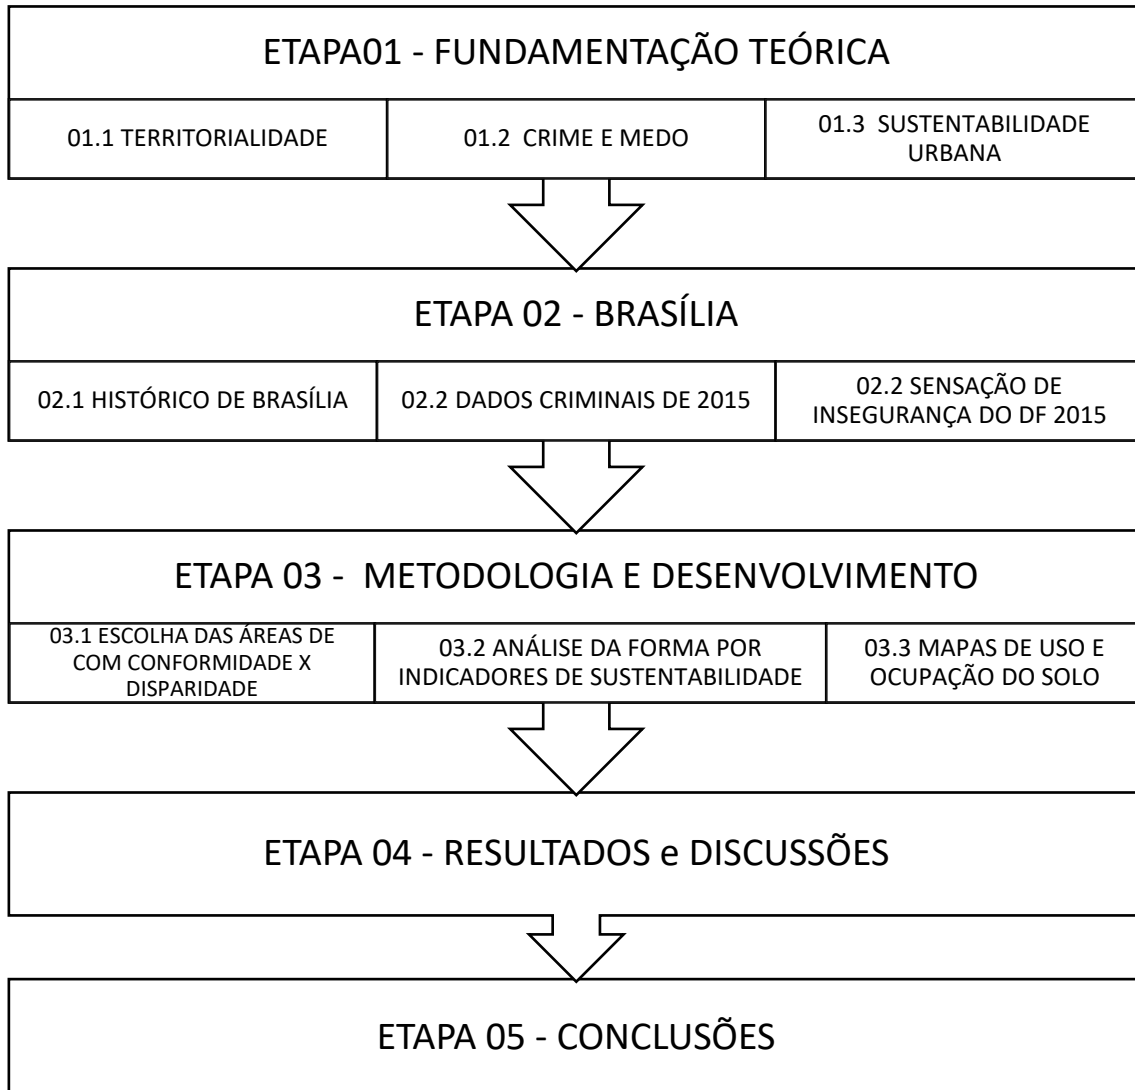 ETAPA01 - FUNDAMENTAÇÃO TEÓRICA
01.1 TERRITORIALIDADE
01.2 CRIME E MEDO
01.3 SUSTENTABILIDADE
URBANA
ETAPA 02 - BRASÍLIA
02.1 HISTÓRICO DE BRASÍLIA
02.2 DADOS CRIMINAIS DE 2015
02.2 SENSAÇÃO DE
INSEGURANÇA DO DF 2015
ETAPA 03 - METODOLOGIA E DESENVOLVIMENTO
03.1 ESCOLHA DAS ÁREAS DE
COM CONFORMIDADE X
DISPARIDADE
03.2 ANÁLISE DA FORMA POR
INDICADORES DE SUSTENTABILIDADE
03.3 MAPAS DE USO E
OCUPAÇÃO DO SOLO
ETAPA 04 - RESULTADOS e DISCUSSÕES
ETAPA 05 - CONCLUSÕES